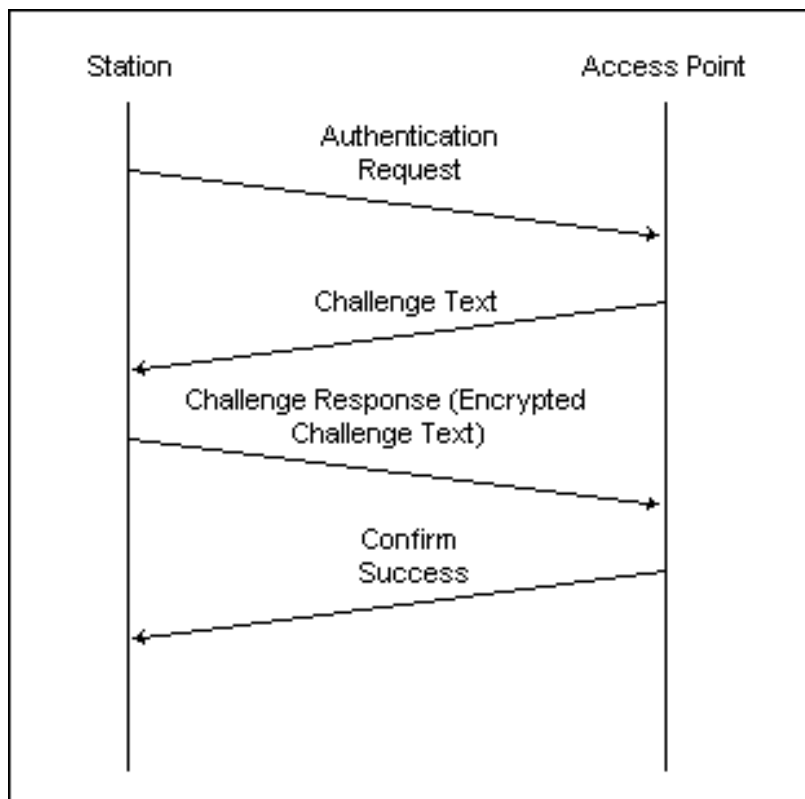 Station
Access Point
Authentication
Request
Challenge Text
Challenge Response (Encrypted
Challenge Text)
Confirm
Success